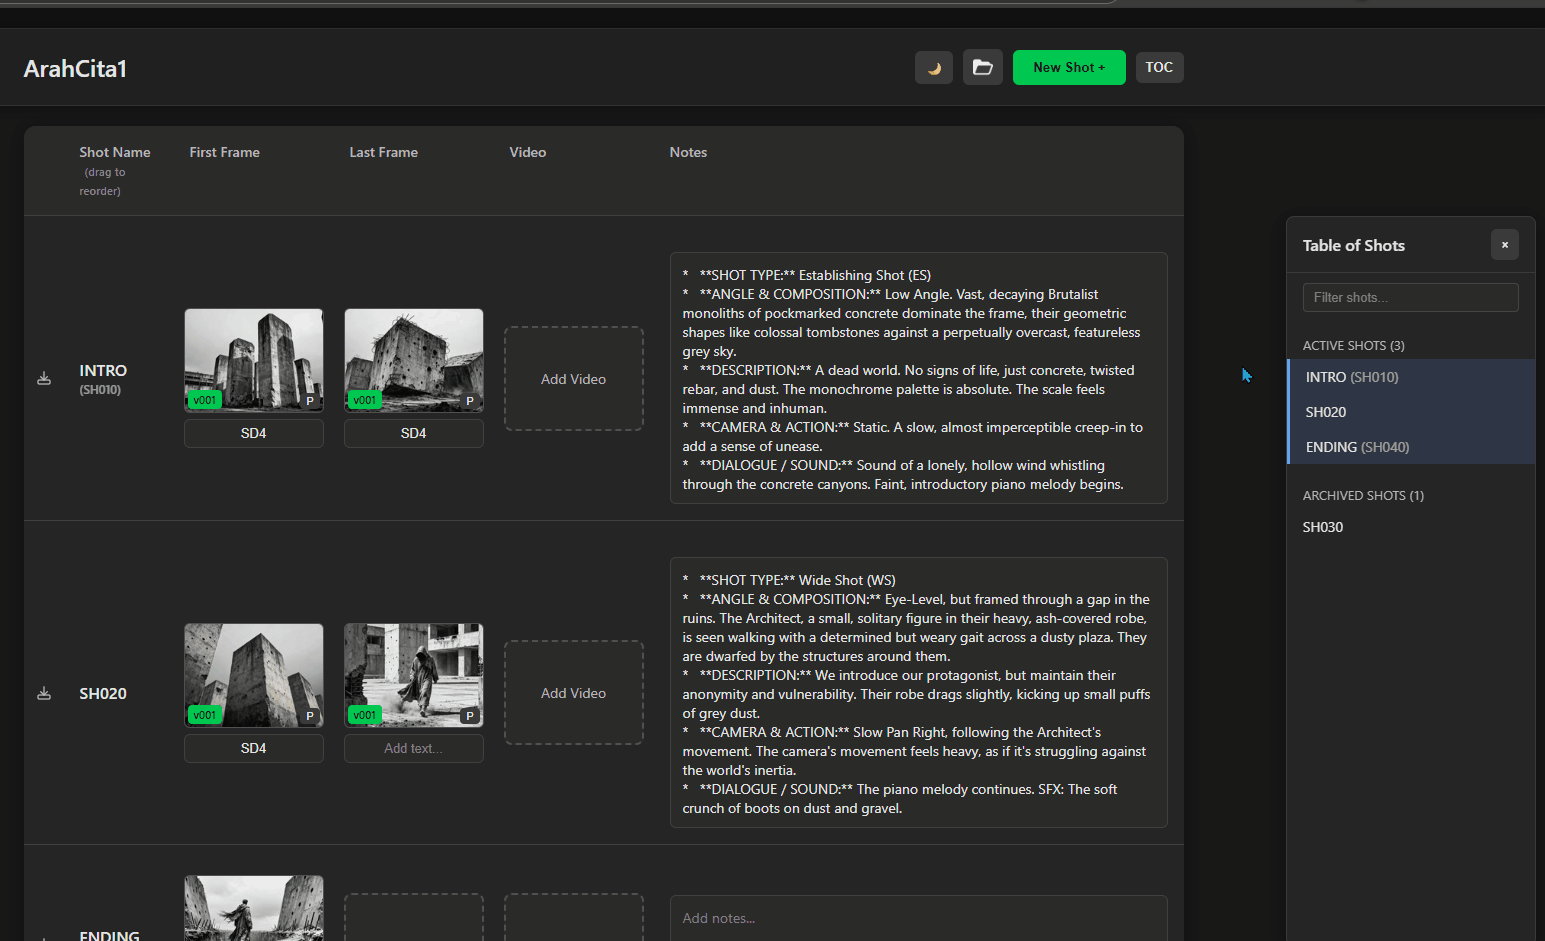 ArahCita1
New Shot +
TOC
Shot Name
(drag to
reorder)
First Frame
Last Frame
Video
Notes
INTRO
(SH010)
v001
P
SD4
v001
P
SD4
Add Video
*   **SHOT TYPE:** Establishing Shot (ES)
*   **ANGLE & COMPOSITION:** Low Angle. Vast, decaying Brutalist
monoliths of pockmarked concrete dominate the frame, their geometric
shapes like colossal tombstones against a perpetually overcast, featureless
grey sky.
*   **DESCRIPTION:** A dead world. No signs of life, just concrete, twisted
rebar, and dust. The monochrome palette is absolute. The scale feels
immense and inhuman.
*   **CAMERA & ACTION:** Static. A slow, almost imperceptible creep-in to
add a sense of unease.
*   **DIALOGUE / SOUND:** Sound of a lonely, hollow wind whistling
through the concrete canyons. Faint, introductory piano melody begins.
SH020
v001
P
SD4
v001
P
Add text...
Add Video
*   **SHOT TYPE:** Wide Shot (WS)
*   **ANGLE & COMPOSITION:** Eye-Level, but framed through a gap in the
ruins. The Architect, a small, solitary figure in their heavy, ash-covered robe,
is seen walking with a determined but weary gait across a dusty plaza. They
are dwarfed by the structures around them.
*   **DESCRIPTION:** We introduce our protagonist, but maintain their
anonymity and vulnerability. Their robe drags slightly, kicking up small puffs
of grey dust.
*   **CAMERA & ACTION:** Slow Pan Right, following the Architect's
movement. The camera's movement feels heavy, as if it's struggling against
the world's inertia.
*   **DIALOGUE / SOUND:** The piano melody continues. SFX: The soft
crunch of boots on dust and gravel.
ENDING
Add notes...
Table of Shots
×
Filter shots...
ACTIVE SHOTS (3)
INTRO (SH010)
SH020
ENDING (SH040)
ARCHIVED SHOTS (1)
SH030